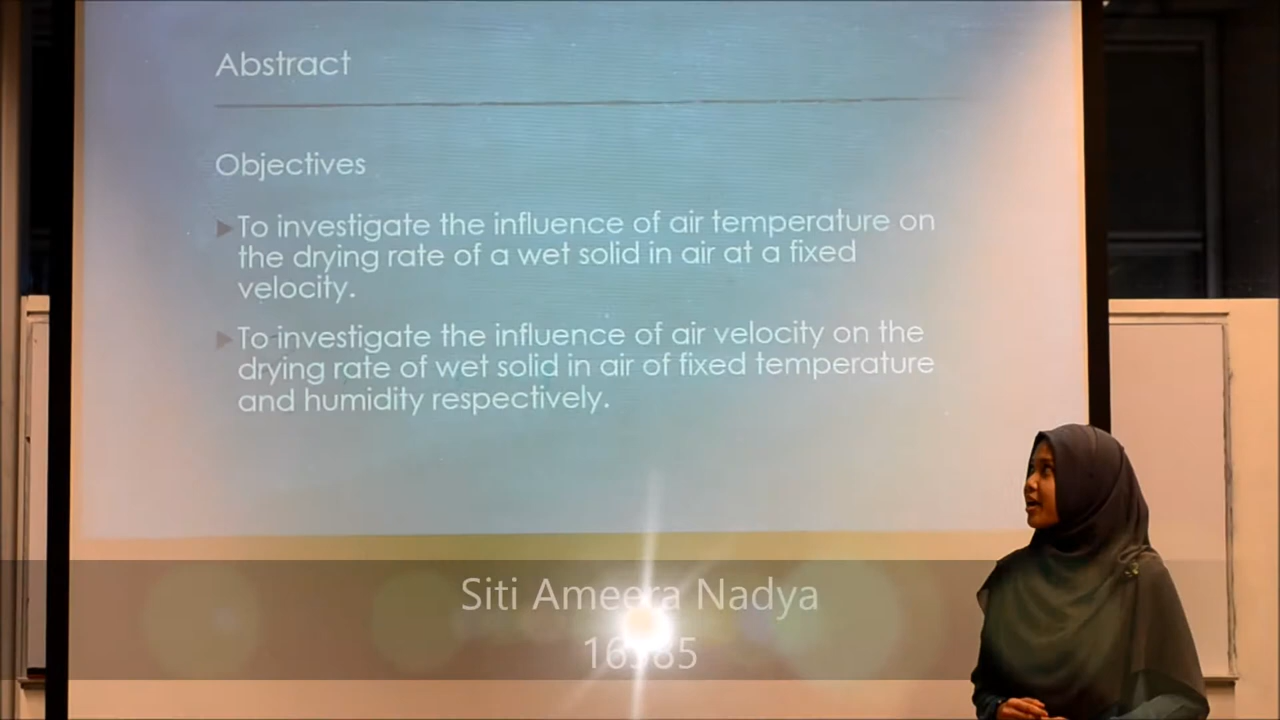 Abstract
Objectives
To investigate the influence of air temperature on
the drying rate of a wet solid in air at a fixed
velocity.
To investigate the influence of air velocity on the
drying rate of wet solid in air of fixed temperature
and humidity respectively.
Siti Ameera Nadya